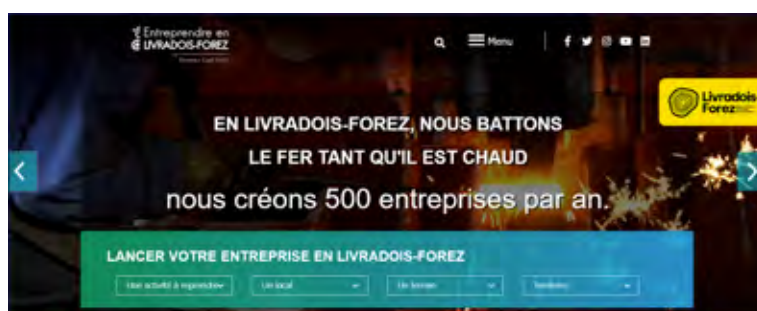 Entreprendre en
LIVRADOIS-FOREZ
Menu
Livradois
Forez
EN LIVRADOIS-FOREZ, NOUS BATTONS
LE FER TANT QU'IL EST CHAUD
nous créons 500 entreprises par an.
LANCER VOTRE ENTREPRISE EN LIVRADOIS-FOREZ
Une activité à reprendre
Un local
Un terrain